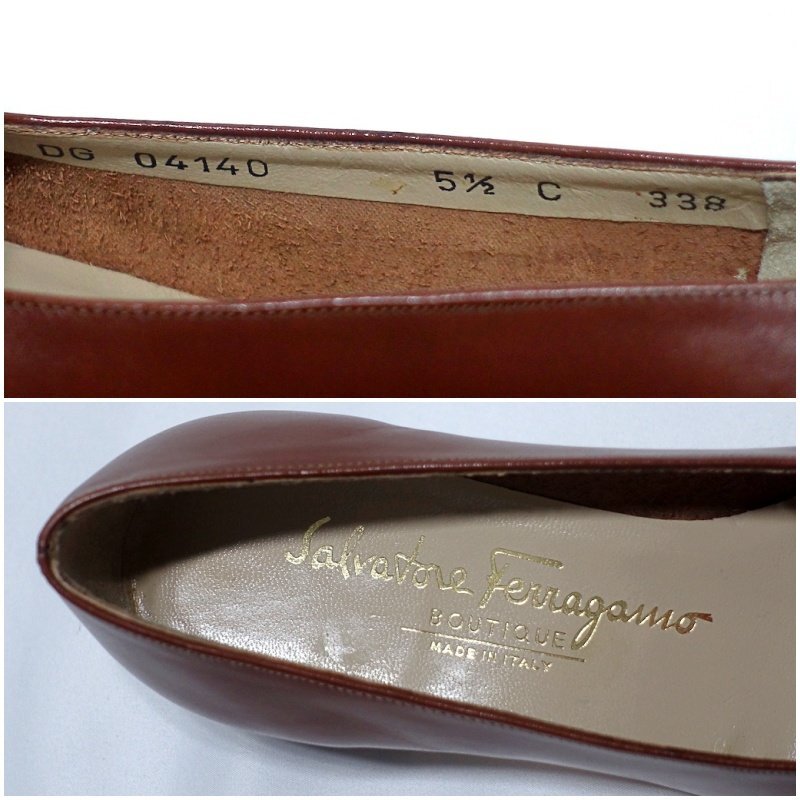 DG 04140 5½ C 338
Salvatore Ferragamo
BOUTIQUE
MADE IN ITALY